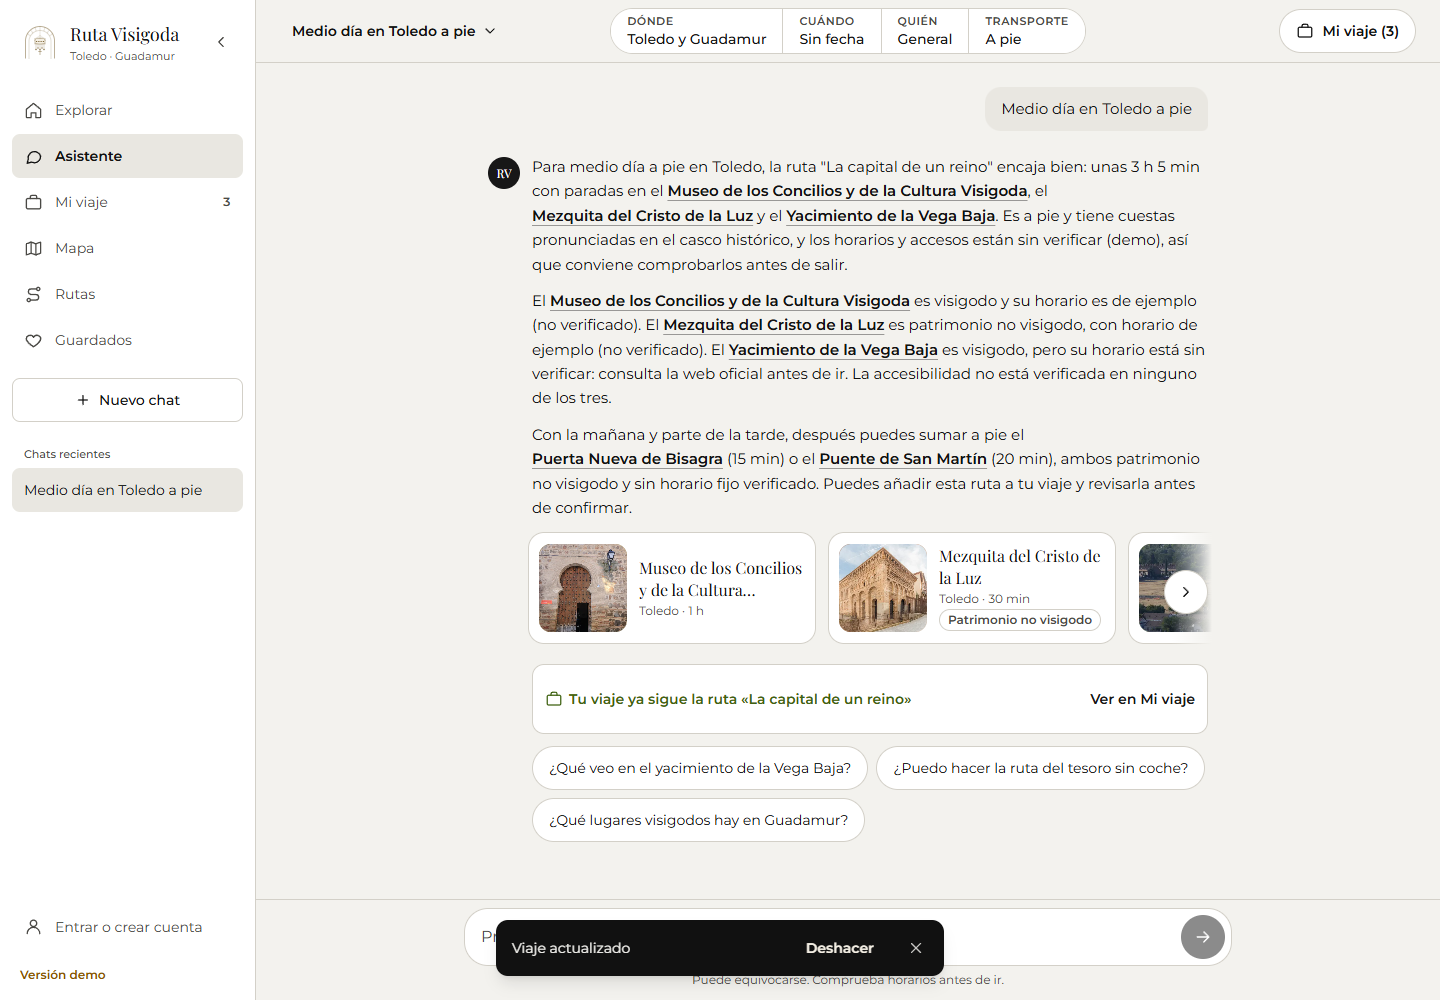 Ruta Visigoda
Toledo · Guadamur
Explorar
Asistente
Mi viaje 3
Mapa
Rutas
Guardados
Nuevo chat
Chats recientes
Medio día en Toledo a pie
Entrar o crear cuenta
Versión demo
Medio día en Toledo a pie
DÓNDE
Toledo y Guadamur
CUÁNDO
Sin fecha
QUIÉN
General
TRANSPORTE
A pie
Mi viaje (3)
Medio día en Toledo a pie
RV
Para medio día a pie en Toledo, la ruta "La capital de un reino" encaja bien: unas 3 h 5 min
con paradas en el Museo de los Concilios y de la Cultura Visigoda, el
Mezquita del Cristo de la Luz y el Yacimiento de la Vega Baja. Es a pie y tiene cuestas
pronunciadas en el casco histórico, y los horarios y accesos están sin verificar (demo), así
que conviene comprobarlos antes de salir.
El Museo de los Concilios y de la Cultura Visigoda es visigodo y su horario es de ejemplo
(no verificado). El Mezquita del Cristo de la Luz es patrimonio no visigodo, con horario de
ejemplo (no verificado). El Yacimiento de la Vega Baja es visigodo, pero su horario está sin
verificar: consulta la web oficial antes de ir. La accesibilidad no está verificada en ninguno
de los tres.
Con la mañana y parte de la tarde, después puedes sumar a pie el
Puerta Nueva de Bisagra (15 min) o el Puente de San Martín (20 min), ambos patrimonio
no visigodo y sin horario fijo verificado. Puedes añadir esta ruta a tu viaje y revisarla antes
de confirmar.
Museo de los Concilios
y de la Cultura...
Toledo · 1 h
Mezquita del Cristo de
la Luz
Toledo · 30 min
Patrimonio no visigodo
Tu viaje ya sigue la ruta «La capital de un reino»
Ver en Mi viaje
¿Qué veo en el yacimiento de la Vega Baja?
¿Puedo hacer la ruta del tesoro sin coche?
¿Qué lugares visigodos hay en Guadamur?
Viaje actualizado
Deshacer
Puede equivocarse. Comprueba horarios antes de ir.